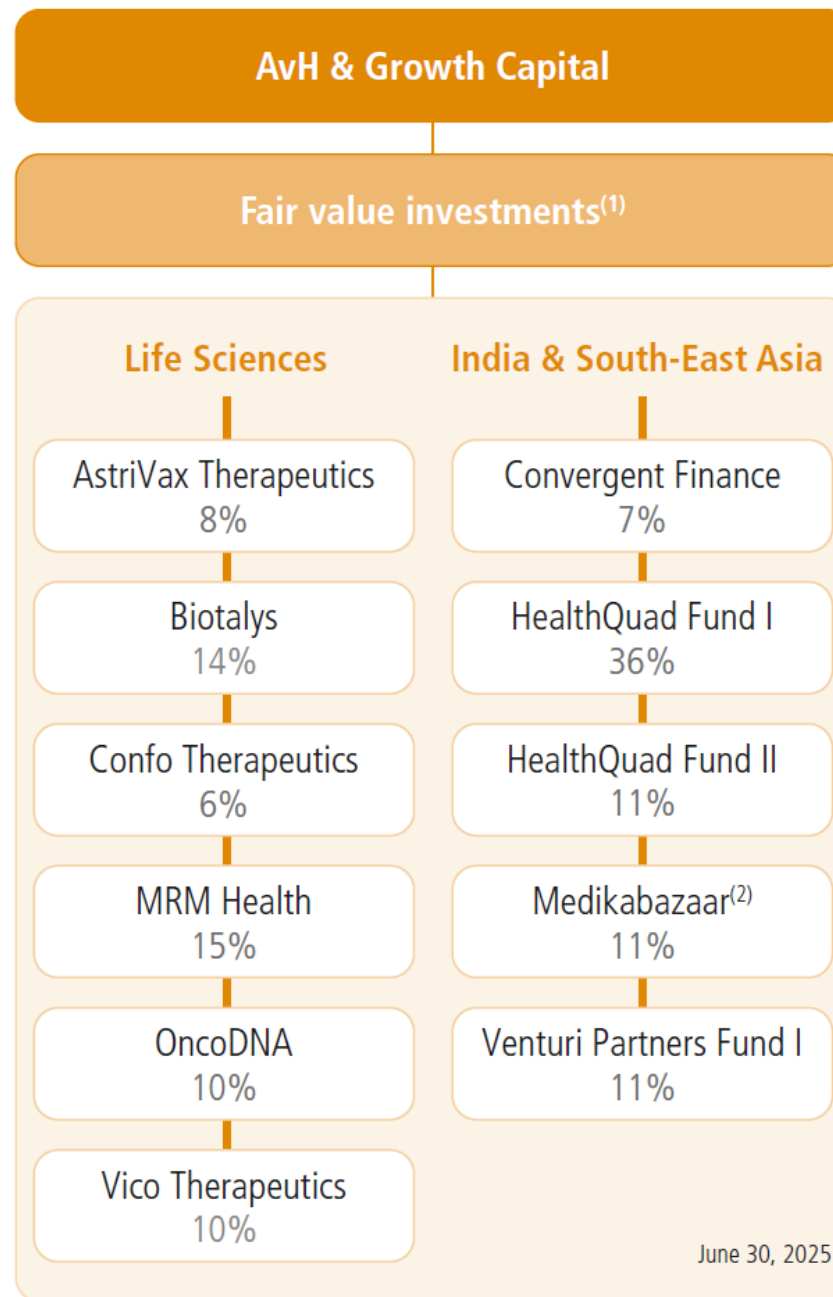 AvH & Growth Capital
Fair value investments(1)
Life Sciences
AstriVax Therapeutics
8%
Biotalys
14%
Confo Therapeutics
6%
MRM Health
15%
OncoDNA
10%
Vico Therapeutics
10%
India & South-East Asia
Convergent Finance
7%
HealthQuad Fund I
36%
HealthQuad Fund II
11%
Medikabazaar(2)
11%
Venturi Partners Fund I
11%
June 30, 2025